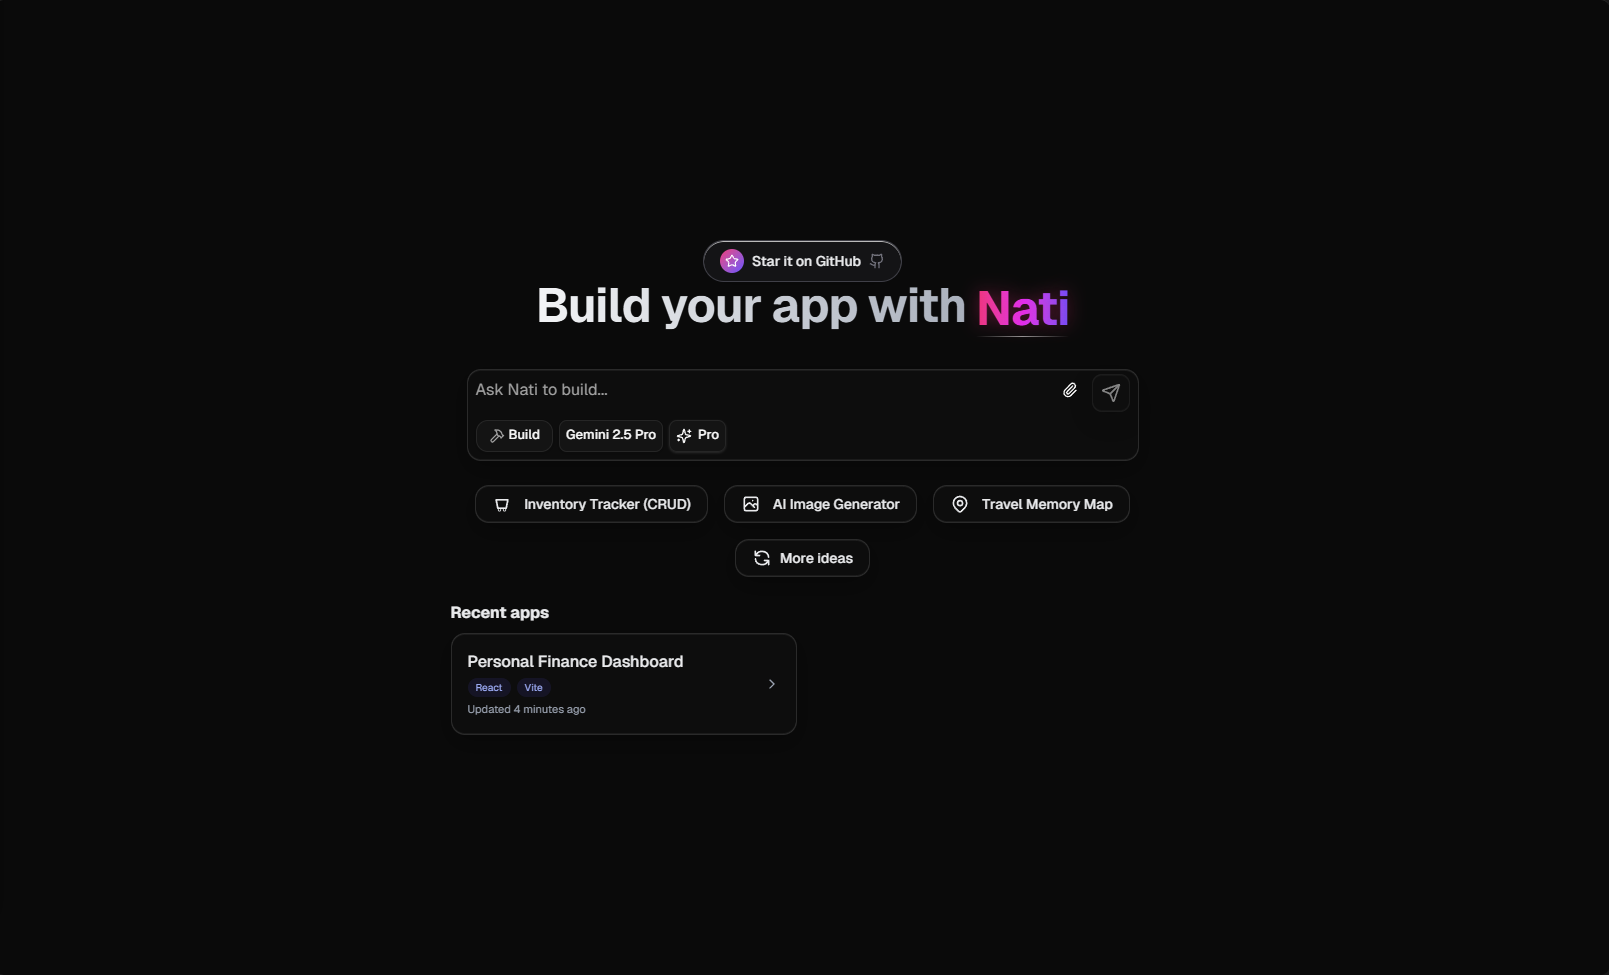 Star it on GitHub
Build your app with Nati
Ask Nati to build...
Build
Gemini 2.5 Pro
Pro
Inventory Tracker (CRUD)
AI Image Generator
Travel Memory Map
More ideas
Recent apps
Personal Finance Dashboard
React
Vite
Updated 4 minutes ago